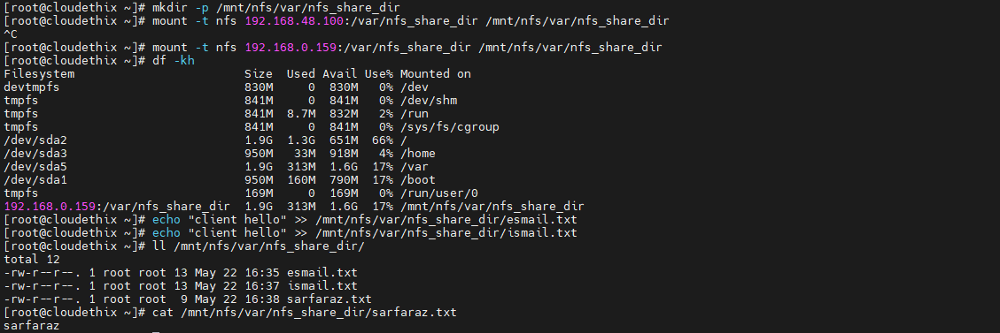 [root@cloudethix ~]# mkdir -p /mnt/nfs/var/nfs_share_dir
[root@cloudethix ~]# mount -t nfs 192.168.48.100:/var/nfs_share_dir /mnt/nfs/var/nfs_share_dir
^C
[root@cloudethix ~]# mount -t nfs 192.168.0.159:/var/nfs_share_dir /mnt/nfs/var/nfs_share_dir
[root@cloudethix ~]# df -kh
Filesystem                        Size  Used Avail Use% Mounted on
devtmpfs                          830M     0  830M   0% /dev
tmpfs                             841M     0  841M   0% /dev/shm
tmpfs                             841M  8.7M  832M   2% /run
tmpfs                             841M     0  841M   0% /sys/fs/cgroup
/dev/sda2                         1.9G  1.3G  651M  66% /
/dev/sda3                         950M   33M  918M   4% /home
/dev/sda5                         1.9G  313M  1.6G  17% /var
/dev/sda1                         950M  160M  790M  17% /boot
tmpfs                             169M     0  169M   0% /run/user/0
192.168.0.159:/var/nfs_share_dir  1.9G  313M  1.6G  17% /mnt/nfs/var/nfs_share_dir
[root@cloudethix ~]# echo "client hello" >> /mnt/nfs/var/nfs_share_dir/esmail.txt
[root@cloudethix ~]# echo "client hello" >> /mnt/nfs/var/nfs_share_dir/ismail.txt
[root@cloudethix ~]# ll /mnt/nfs/var/nfs_share_dir/
total 12
-rw-r--r--. 1 root root 13 May 22 16:35 esmail.txt
-rw-r--r--. 1 root root 13 May 22 16:37 ismail.txt
-rw-r--r--. 1 root root  9 May 22 16:38 sarfaraz.txt
[root@cloudethix ~]# cat /mnt/nfs/var/nfs_share_dir/sarfaraz.txt
sarfaraz